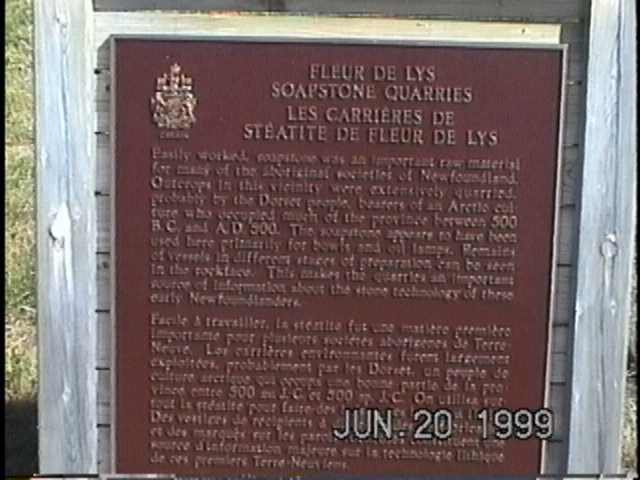 FLEUR DE LYS
SOAPSTONE QUARRIES
LES CARRIÈRES DE
STÉATITE DE FLEUR DE LYS
CANADA
Easily worked, soapstone was an important raw material
for many of the aboriginal societies of Newfoundland.
Outcrops in this vicinity were extensively quarried,
probably by the Dorset people, bearers of an Arctic cul-
ture who occupied much of the province between 500
B.C. and A.D. 500. The soapstone appears to have been
used here primarily for bowls and oil lamps. Remains
of vessels in different stages of preparation can be seen
in the rockface. This makes the quarries an important
source of information about the stone technology of these
early Newfoundlanders.
Facile à travailler, la stéatite fut une matière première
importante pour plusieurs sociétés aborigènes de Terre-
Neuve. Les carrières environnantes furent largement
exploitées, probablement par les Dorset, un peuple de
culture arctique qui occupa une bonne partie de la pro-
vince entre 500 av. J.C. et 500 ap. J.C. On utilisa sur-
tout la stéatite pour faire des
Des vestiges de récipients à
et des marques sur les parois
source d'information majeure sur la technologie lithique
de ces premiers Terre-Neuviens.
JUN. 20 1999